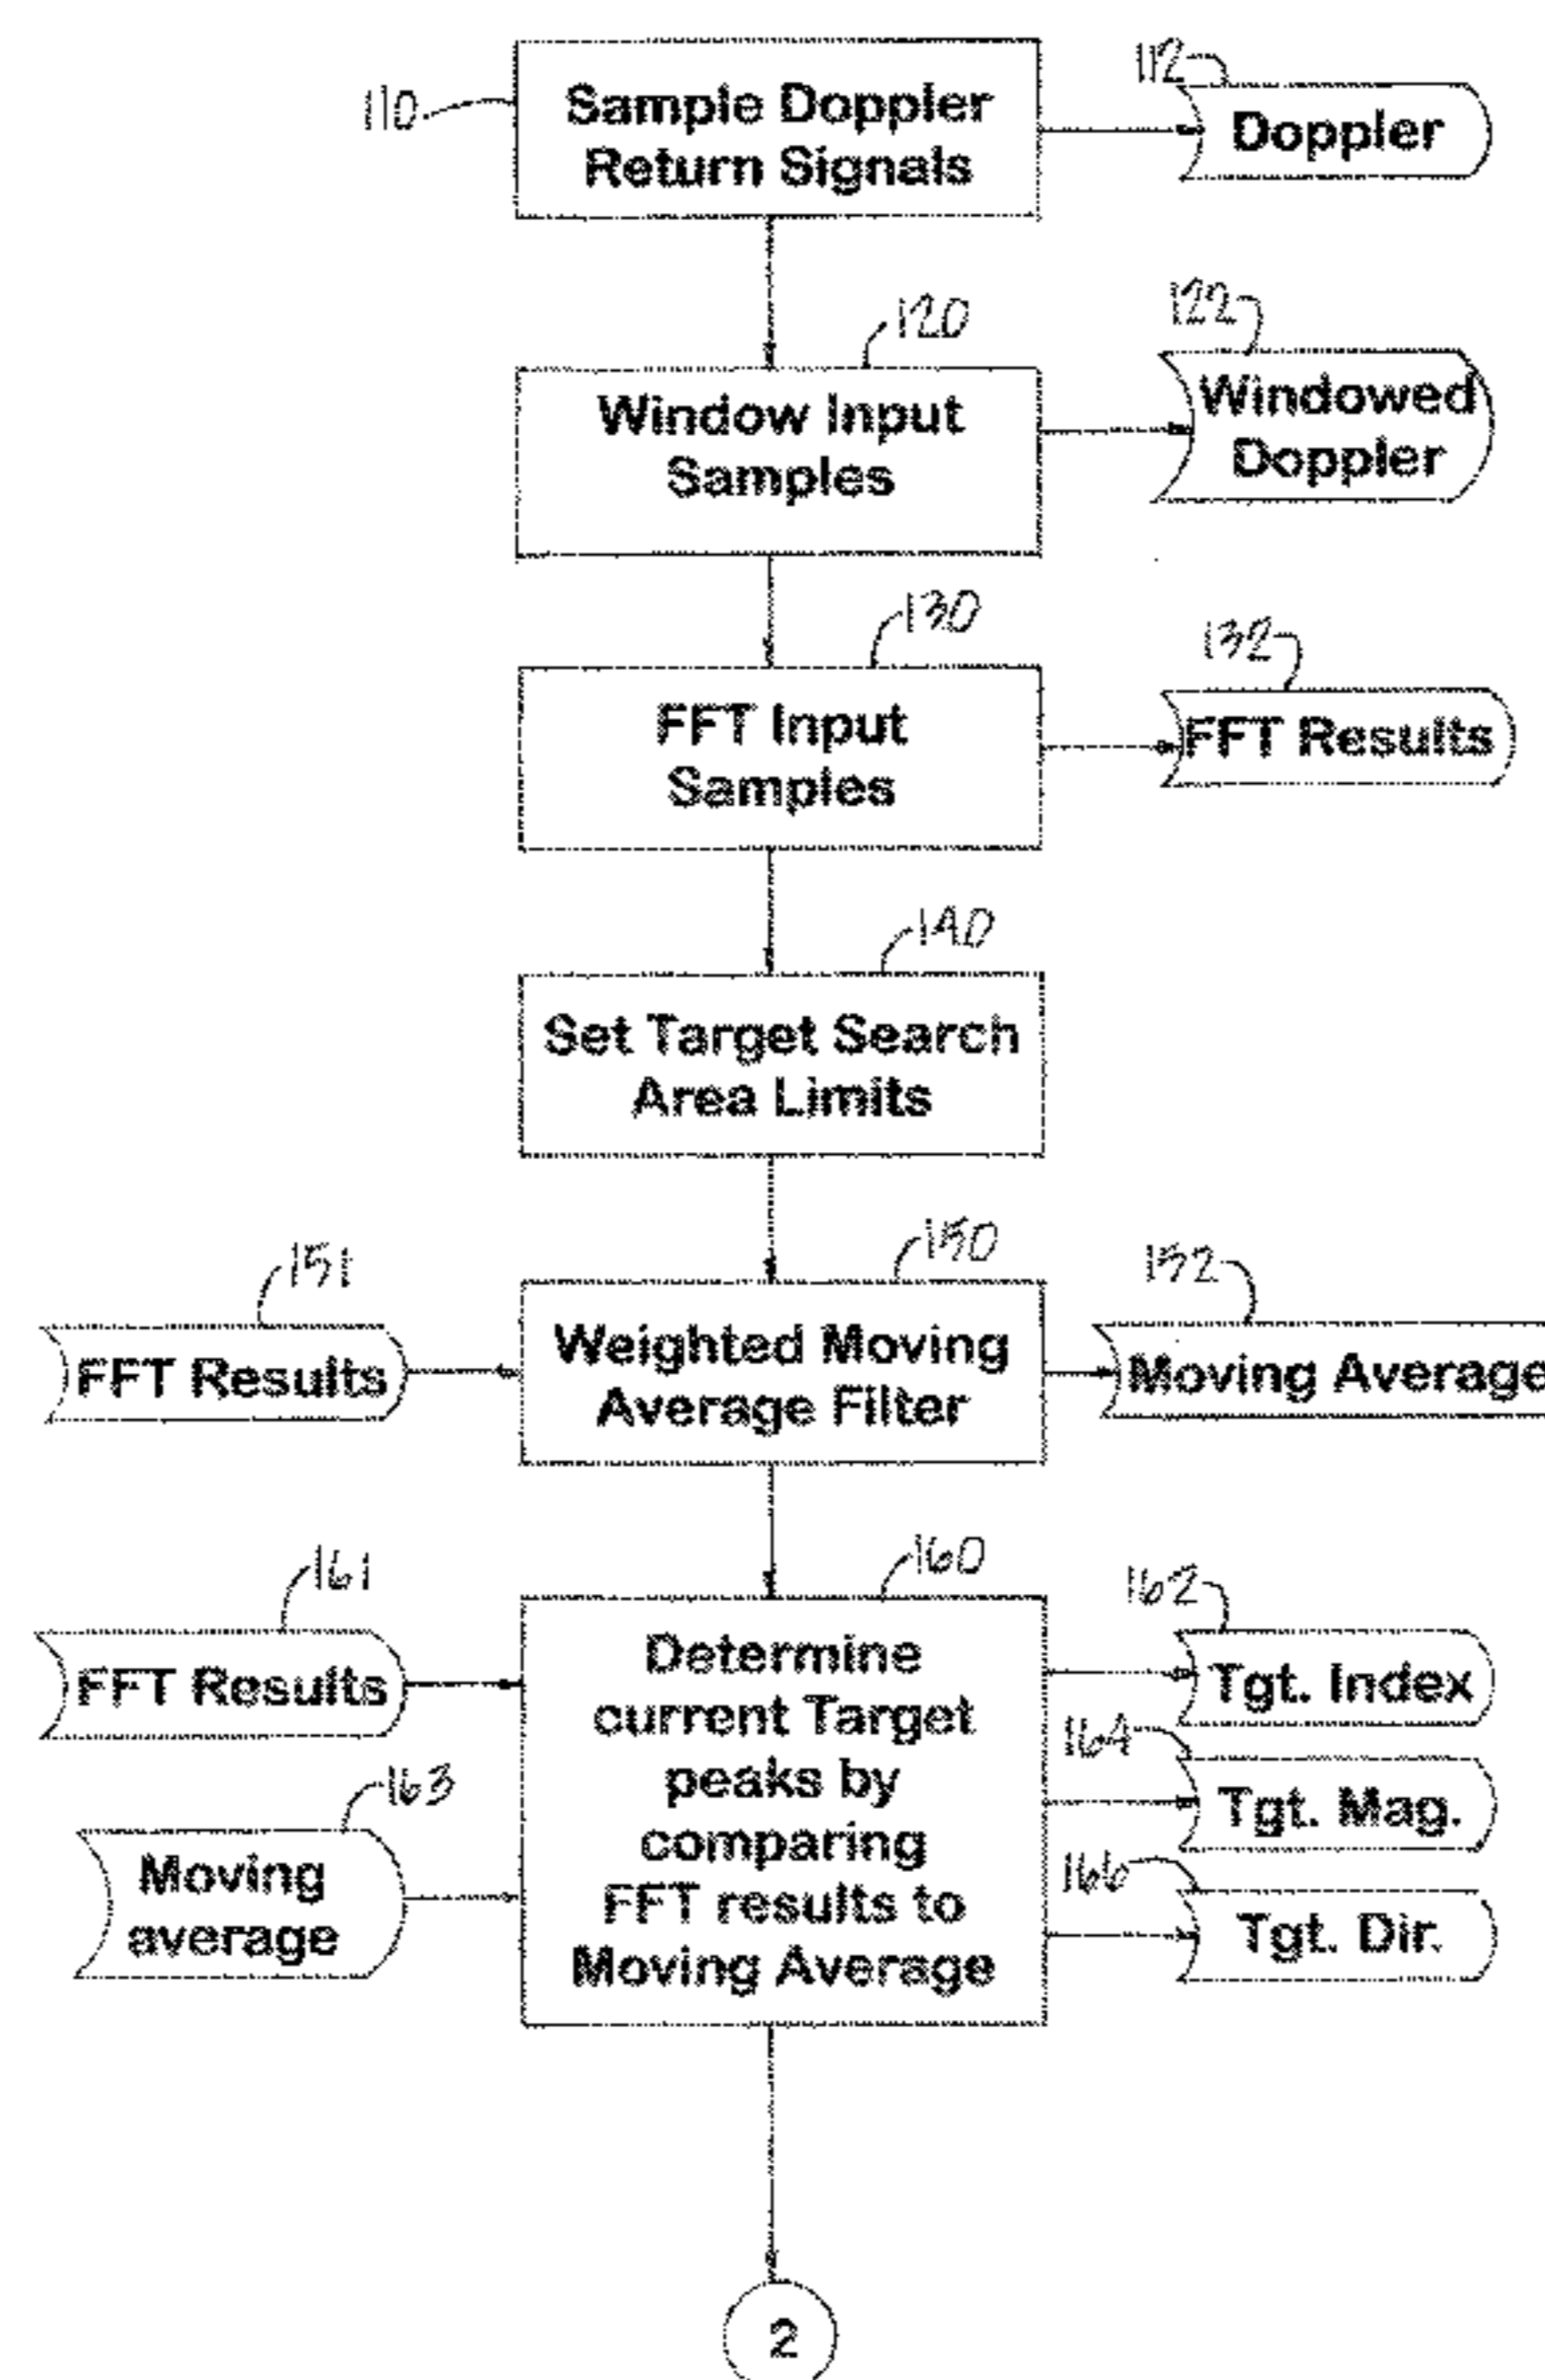 110
Sample Doppler
Return Signals
112
Doppler
120
Window Input
Samples
122
Windowed
Doppler
130
FFT Input
Samples
132
FFT Results
140
Set Target Search
Area Limits
151
FFT Results
150
Weighted Moving
Average Filter
152
Moving Average
161
FFT Results
163
Moving
average
160
Determine
current Target
peaks by
comparing
FFT results to
Moving Average
162
Tgt. Index
164
Tgt. Mag.
166
Tgt. Dir.
2